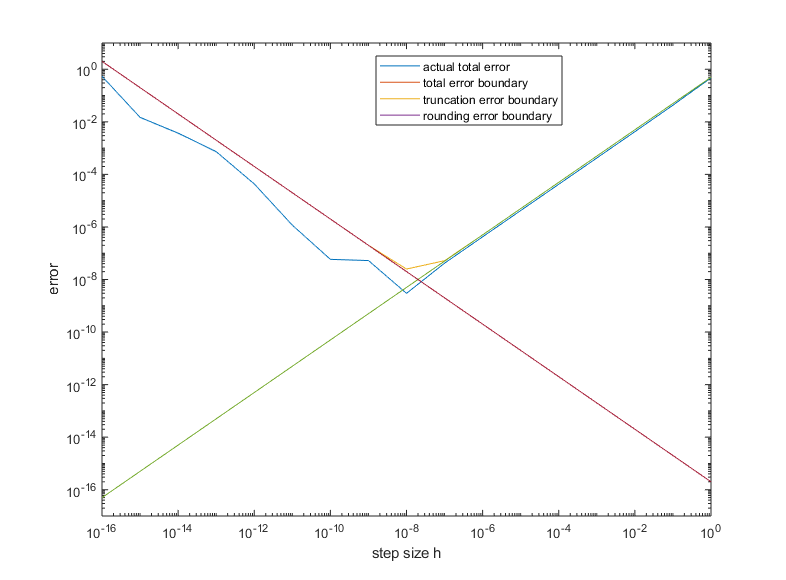 actual total error
total error boundary
truncation error boundary
rounding error boundary
10^0
10^-2
10^-4
10^-6
10^-8
10^-10
10^-12
10^-14
10^-16
error
10^-16 10^-14 10^-12 10^-10 10^-8 10^-6 10^-4 10^-2 10^0
step size h